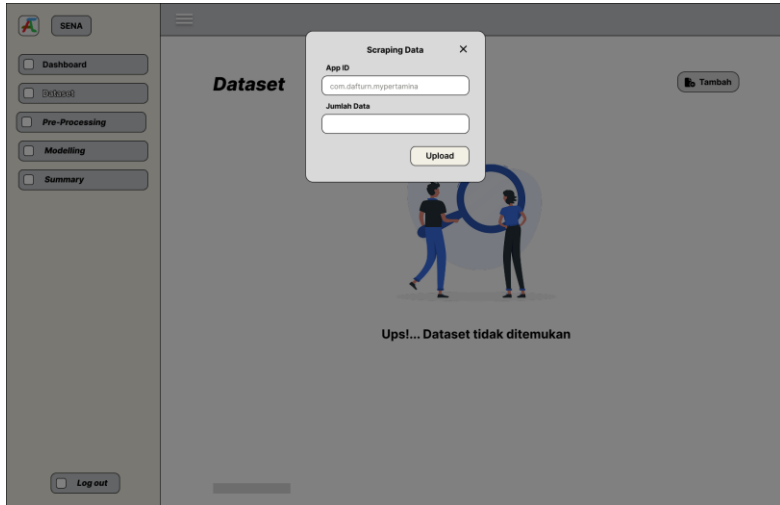 SENA
Dashboard
Dataset
Pre-Processing
Modelling
Summary
Log out
Dataset
Tambah
Scraping Data
App ID
com.dafturn.mypertamina
Jumlah Data
Upload
Ups!... Dataset tidak ditemukan